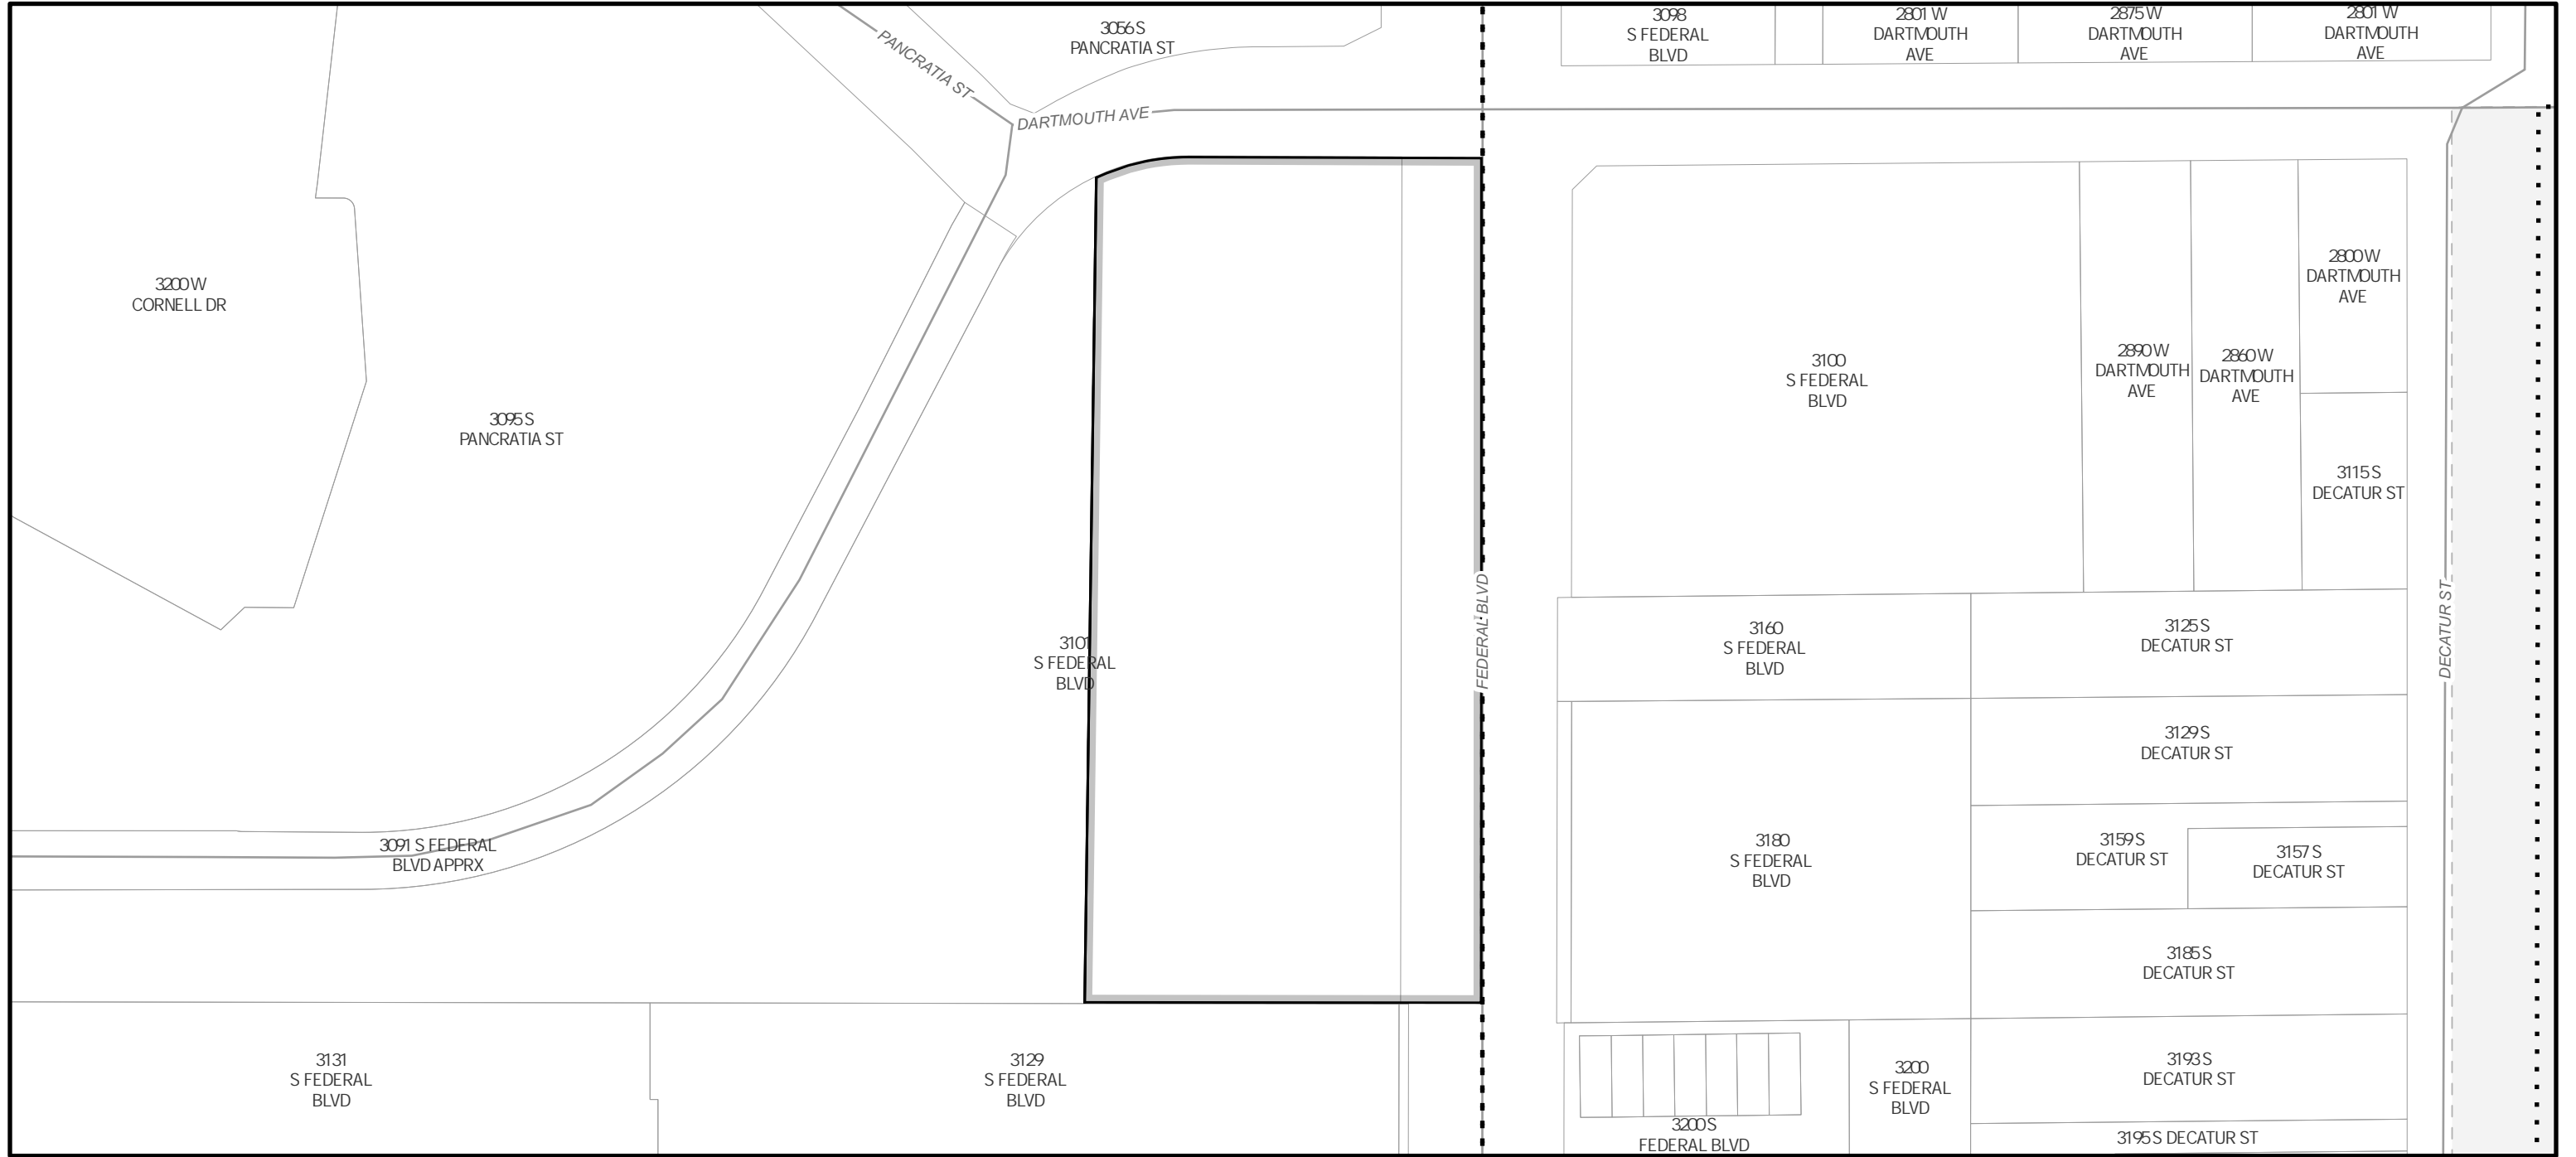 3056 S
PANCRATIA ST
3098
S FEDERAL
BLVD
2801 W
DARTMOUTH
AVE
2875 W
DARTMOUTH
AVE
2801 W
DARTMOUTH
AVE
PANCRATIA ST
DARTMOUTH AVE
3200 W
CORNELL DR
3095 S
PANCRATIA ST
3100
S FEDERAL
BLVD
2890 W
DARTMOUTH
AVE
2860 W
DARTMOUTH
AVE
2800 W
DARTMOUTH
AVE
3115 S
DECATUR ST
3101
S FEDERAL
BLVD
FEDERAL BLVD
3160
S FEDERAL
BLVD
3125 S
DECATUR ST
DECATUR ST
3129 S
DECATUR ST
3091 S FEDERAL
BLVD APPRX
3180
S FEDERAL
BLVD
3159 S
DECATUR ST
3157 S
DECATUR ST
3185 S
DECATUR ST
3131
S FEDERAL
BLVD
3129
S FEDERAL
BLVD
3200 S
FEDERAL BLVD
3200
S FEDERAL
BLVD
3193 S
DECATUR ST
3195 S DECATUR ST